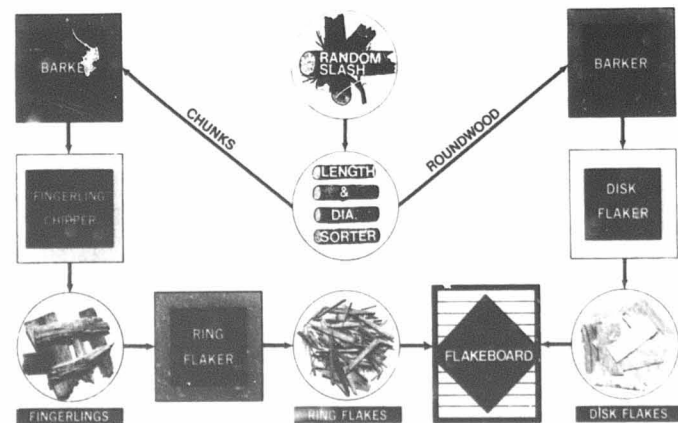 RANDOM
SLASH
BARKER
BARKER
CHUNKS
ROUNDWOOD
LENGTH
&
DIA.
SORTER
FINGERLING
CHIPPER
DISK
FLAKER
RING
FLAKER
FLAKEBOARD
FINGERLINGS
RING FLAKES
DISK FLAKES